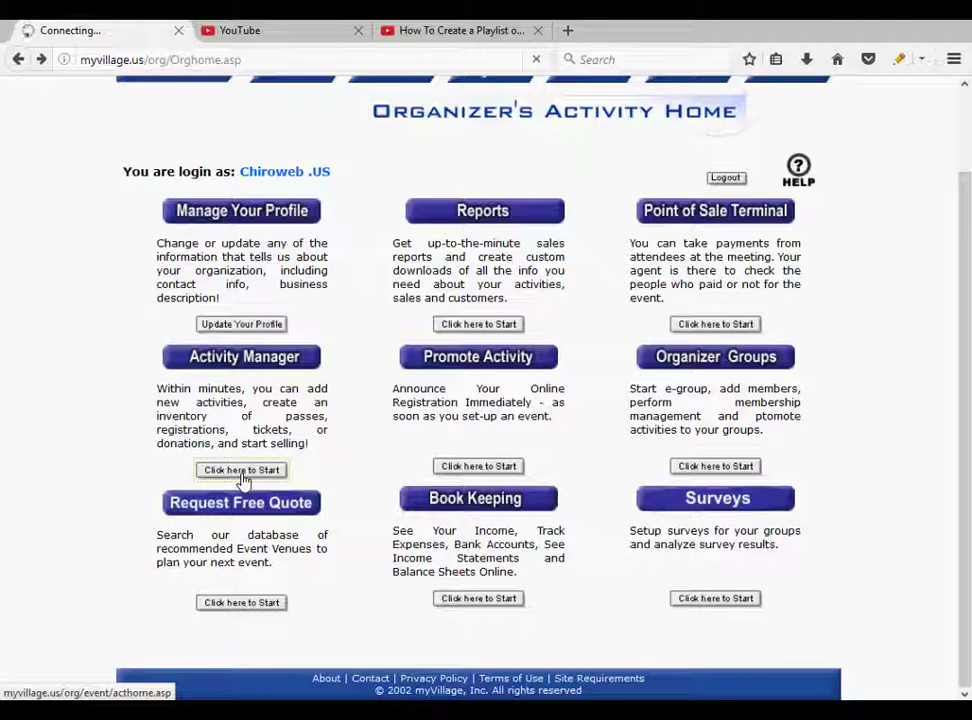 Connecting...
YouTube
How To Create a Playlist o...
myvillage.us/org/Orghome.asp
Search
Organizer's Activity Home
You are login as: Chiroweb .US
Logout
HELP
Manage Your Profile
Change or update any of the
information that tells us about
your organization, including
contact info, business
description!
Update Your Profile
Reports
Get up-to-the-minute sales
reports and create custom
downloads of all the info you
need about your activities,
sales and customers.
Click here to Start
Point of Sale Terminal
You can take payments from
attendees at the meeting. Your
agent is there to check the
people who paid or not for the
event.
Click here to Start
Activity Manager
Within minutes, you can add
new activities, create an
inventory of passes,
registrations, tickets, or
donations, and start selling!
Click here to Start
Promote Activity
Announce Your Online
Registration Immediately - as
soon as you set-up an event.
Click here to Start
Organizer Groups
Start e-group, add members,
perform membership
management and ptomote
activities to your groups.
Click here to Start
Request Free Quote
Search our database of
recommended Event Venues to
plan your next event.
Click here to Start
Book Keeping
See Your Income, Track
Expenses, Bank Accounts, See
Income Statements and
Balance Sheets Online.
Click here to Start
Surveys
Setup surveys for your groups
and analyze survey results.
Click here to Start
About | Contact | Privacy Policy | Terms of Use | Site Requirements
© 2002 myVillage, Inc. All rights reserved
myvillage.us/org/event/acthome.asp